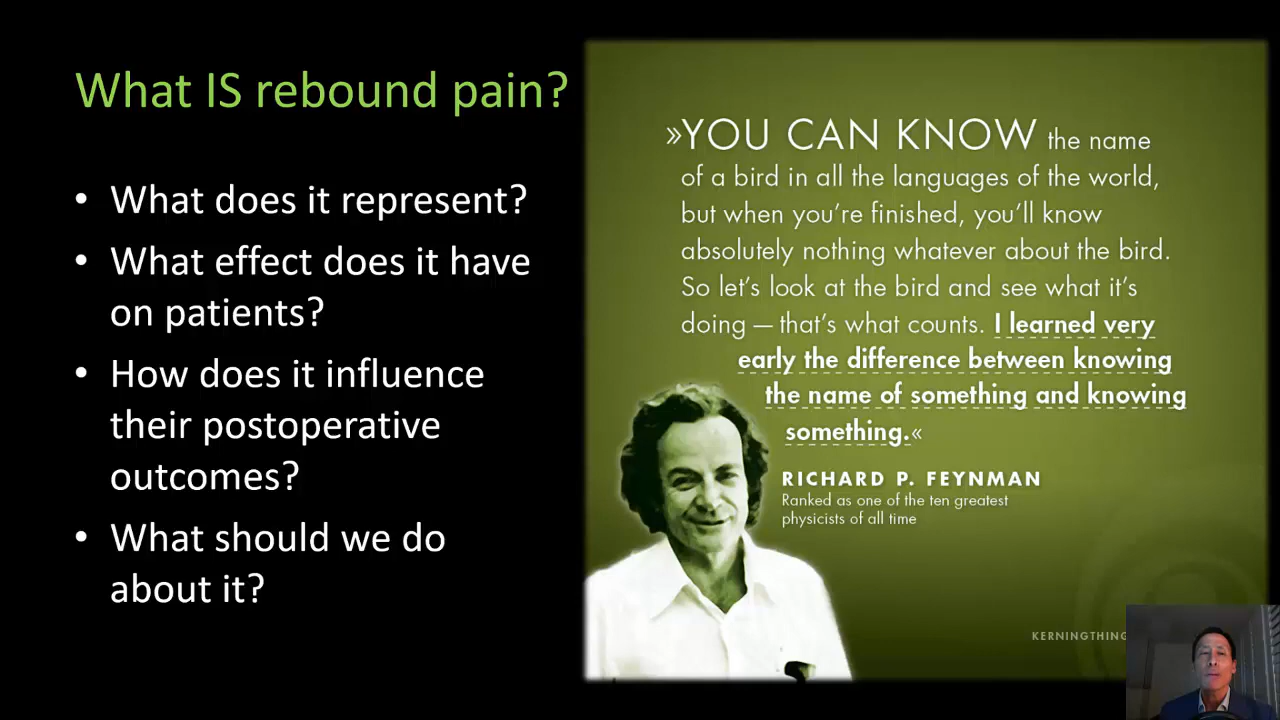 What IS rebound pain?
• What does it represent?
• What effect does it have
on patients?
• How does it influence
their postoperative
outcomes?
• What should we do
about it?
»YOU CAN KNOW the name
of a bird in all the languages of the world,
but when you’re finished, you’ll know
absolutely nothing whatever about the bird.
So let’s look at the bird and see what it’s
doing — that’s what counts. I learned very
early the difference between knowing
the name of something and knowing
something.«
RICHARD P. FEYNMAN
Ranked as one of the ten greatest
physicists of all time
KERNINGTHING